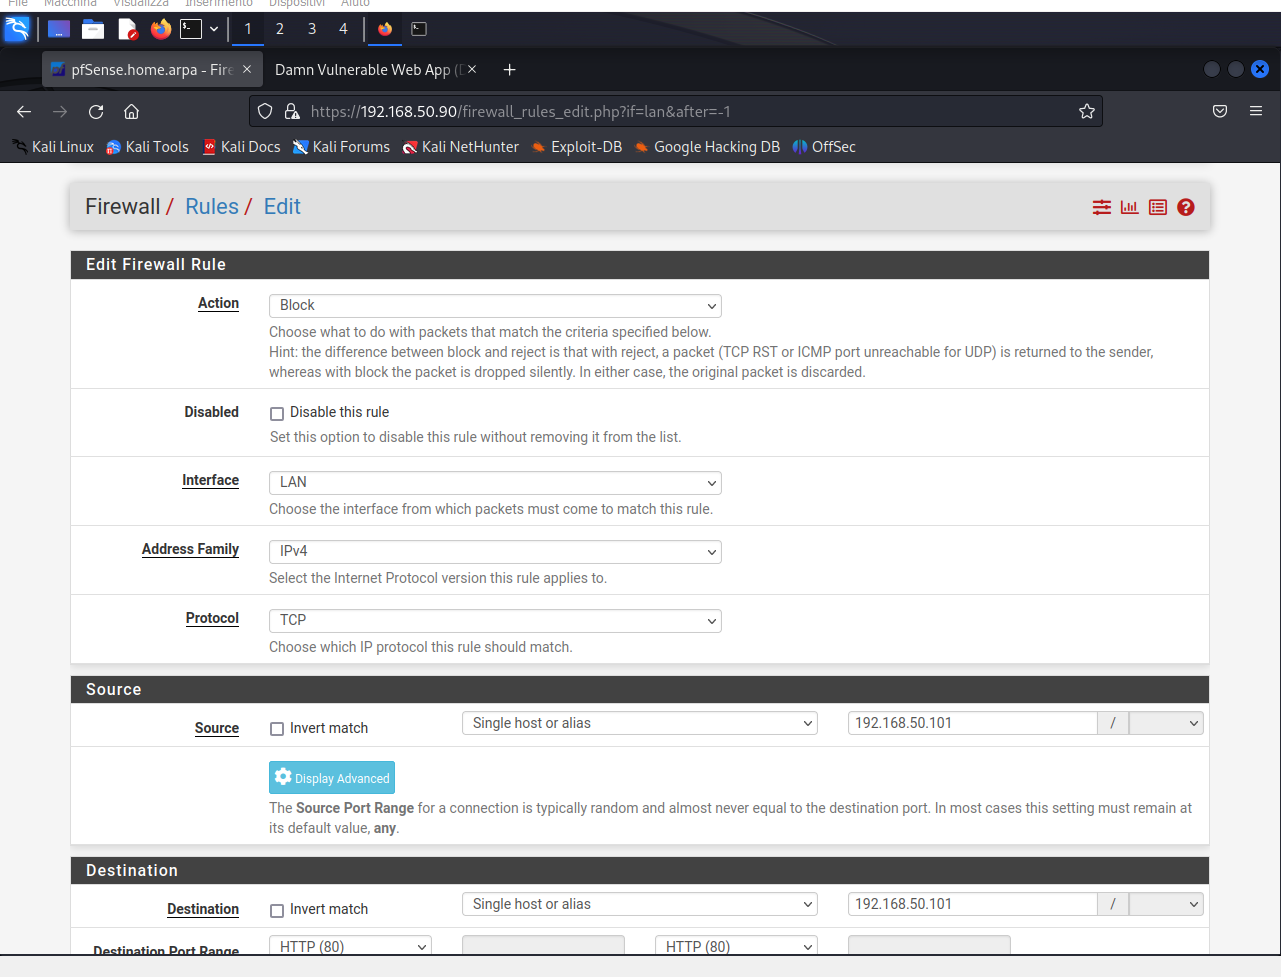 File Macchina Visualizza Inserimento Dispositivi Aiuto
1 2 3 4
pfSense.home.arpa - Fire × Damn Vulnerable Web App ( × +
https://192.168.50.90/firewall_rules_edit.php?if=lan&after=-1
Kali Linux Kali Tools Kali Docs Kali Forums Kali NetHunter Exploit-DB Google Hacking DB OffSec
Firewall / Rules / Edit
Edit Firewall Rule
Action Block
Choose what to do with packets that match the criteria specified below.
Hint: the difference between block and reject is that with reject, a packet (TCP RST or ICMP port unreachable for UDP) is returned to the sender,
whereas with block the packet is dropped silently. In either case, the original packet is discarded.
Disabled Disable this rule
Set this option to disable this rule without removing it from the list.
Interface LAN
Choose the interface from which packets must come to match this rule.
Address Family IPv4
Select the Internet Protocol version this rule applies to.
Protocol TCP
Choose which IP protocol this rule should match.
Source
Source Invert match Single host or alias 192.168.50.101 /
Display Advanced
The Source Port Range for a connection is typically random and almost never equal to the destination port. In most cases this setting must remain at
its default value, any.
Destination
Destination Invert match Single host or alias 192.168.50.101 /
Destination Port Range HTTP (80) HTTP (80)